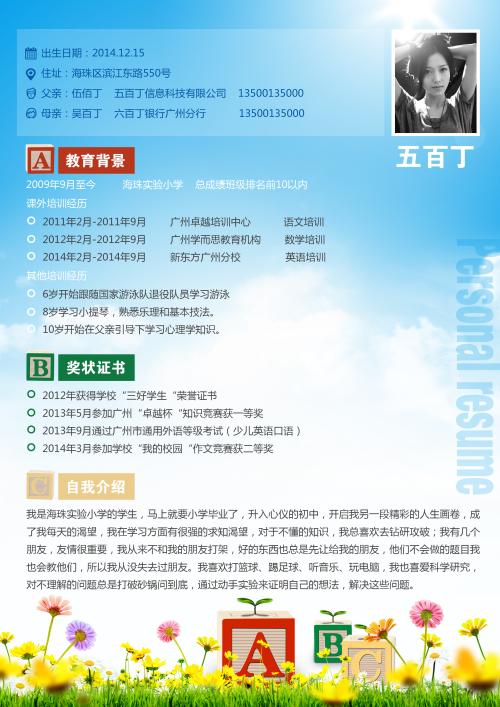 出生日期：2014.12.15
住址：海珠区滨江东路550号
父亲：伍佰丁 五百丁信息科技有限公司 13500135000
母亲：吴百丁 六百丁银行广州分行 13500135000
五百丁
A 教育背景
2009年9月至今 海珠实验小学 总成绩班级排名前10以内
课外培训经历
2011年2月-2011年9月 广州卓越培训中心 语文培训
2012年2月-2012年9月 广州学而思教育机构 数学培训
2014年2月-2014年9月 新东方广州分校 英语培训
其他培训经历
6岁开始跟随国家游泳队退役队员学习游泳
8岁学习小提琴，熟悉乐理和基本技法。
10岁开始在父亲引导下学习心理学知识。
Personal resume
B 奖状证书
2012年获得学校“三好学生“荣誉证书
2013年5月参加广州“卓越杯“知识竞赛获一等奖
2013年9月通过广州市通用外语等级考试（少儿英语口语）
2014年3月参加学校“我的校园“作文竞赛获二等奖
C 自我介绍
我是海珠实验小学的学生，马上就要小学毕业了，升入心仪的初中，开启我另一段精彩的人生画卷，成
了我每天的渴望，我在学习方面有很强的求知渴望，对于不懂的知识，我总喜欢去钻研攻破；我有几个
朋友，友情很重要，我从来不和我的朋友打架，好的东西也总是先让给我的朋友，他们不会做的题目我
也会教他们，所以我从没失去过朋友。我喜欢打篮球、踢足球、听音乐、玩电脑，我也喜爱科学研究，
对不理解的问题总是打破砂锅问到底，通过动手实验来证明自己的想法，解决这些问题。
A
B
C